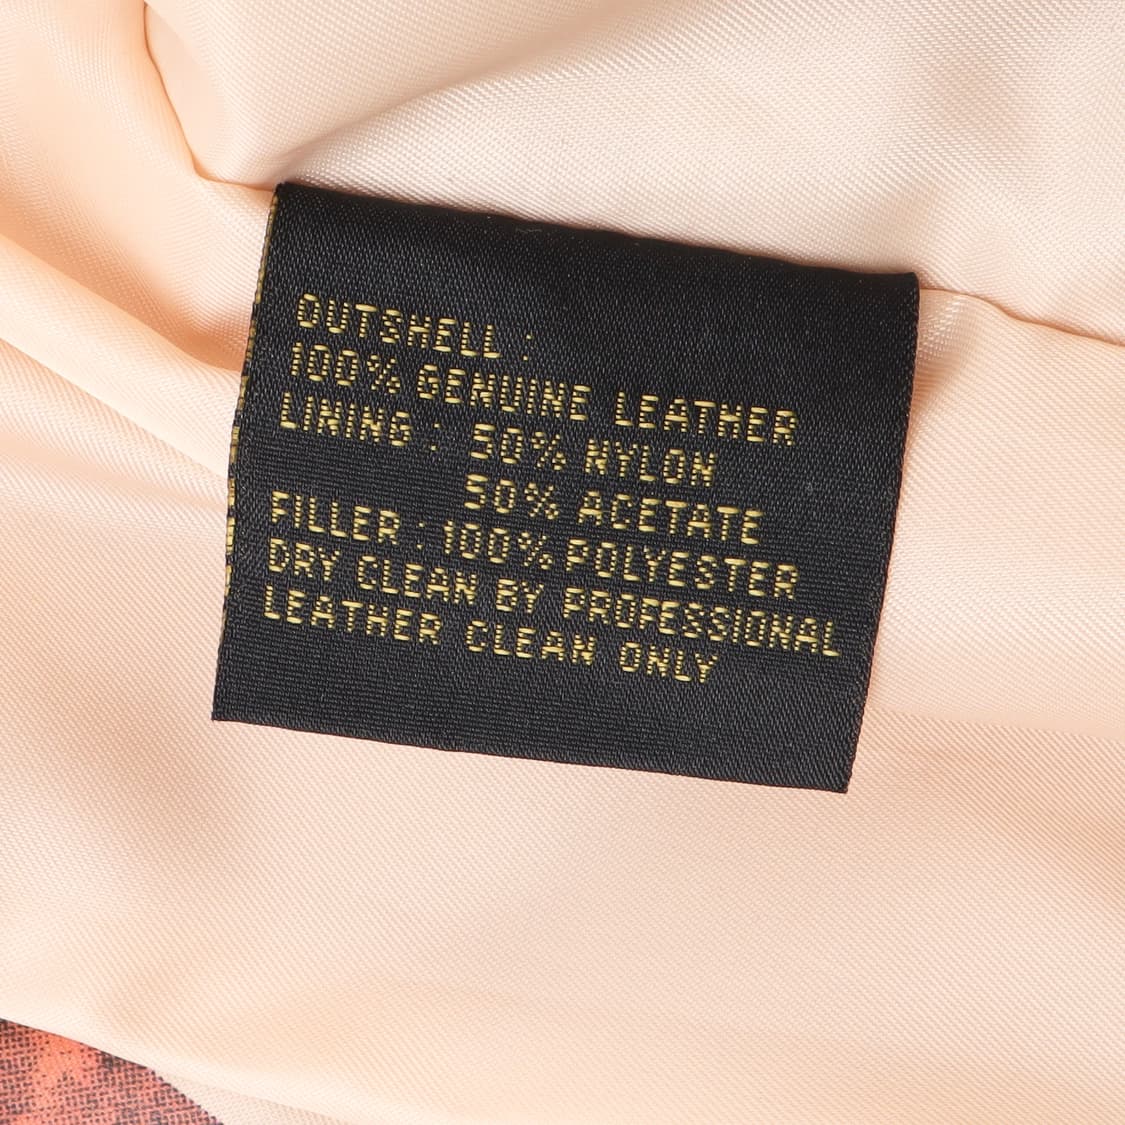 OUTSHELL :
100% GENUINE LEATHER
LINING : 50% NYLON
50% ACETATE
FILLER : 100% POLYESTER
DRY CLEAN BY PROFESSIONAL
LEATHER CLEAN ONLY